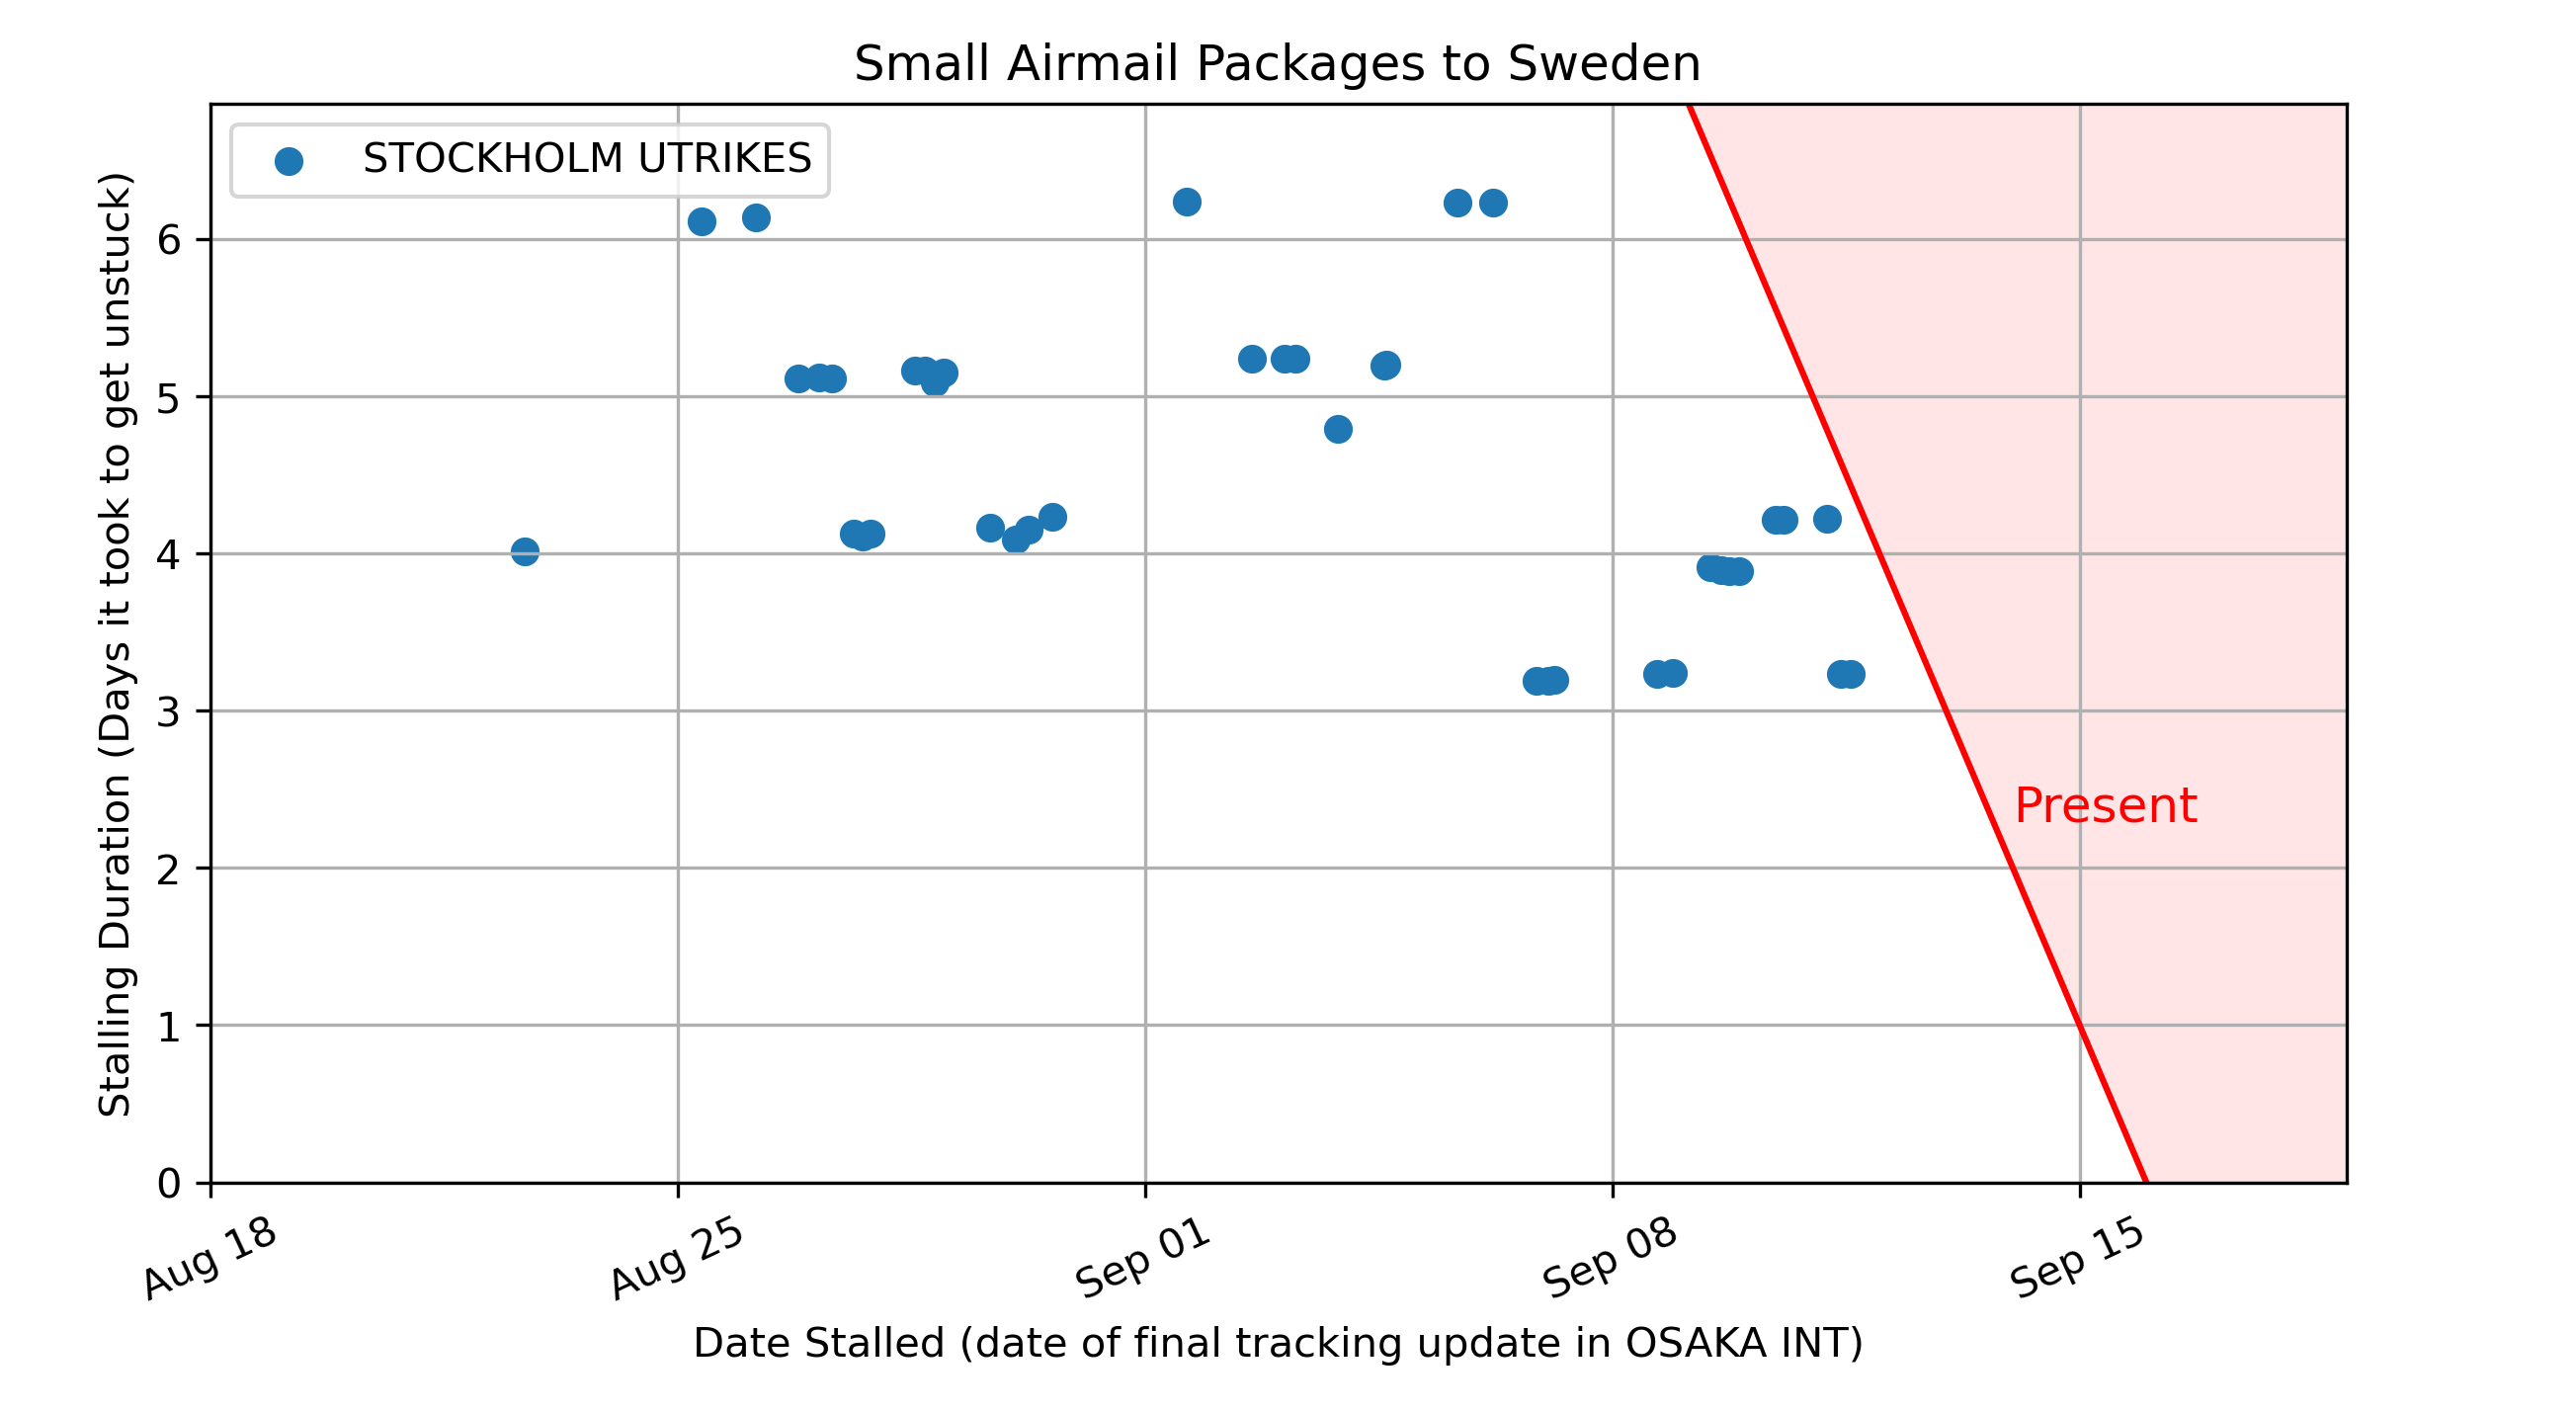 Small Airmail Packages to Sweden
STOCKHOLM UTRIKES
Stalling Duration (Days it took to get unstuck)
6
5
4
3
2
1
0
Present
Aug 18
Aug 25
Sep 01
Sep 08
Sep 15
Date Stalled (date of final tracking update in OSAKA INT)